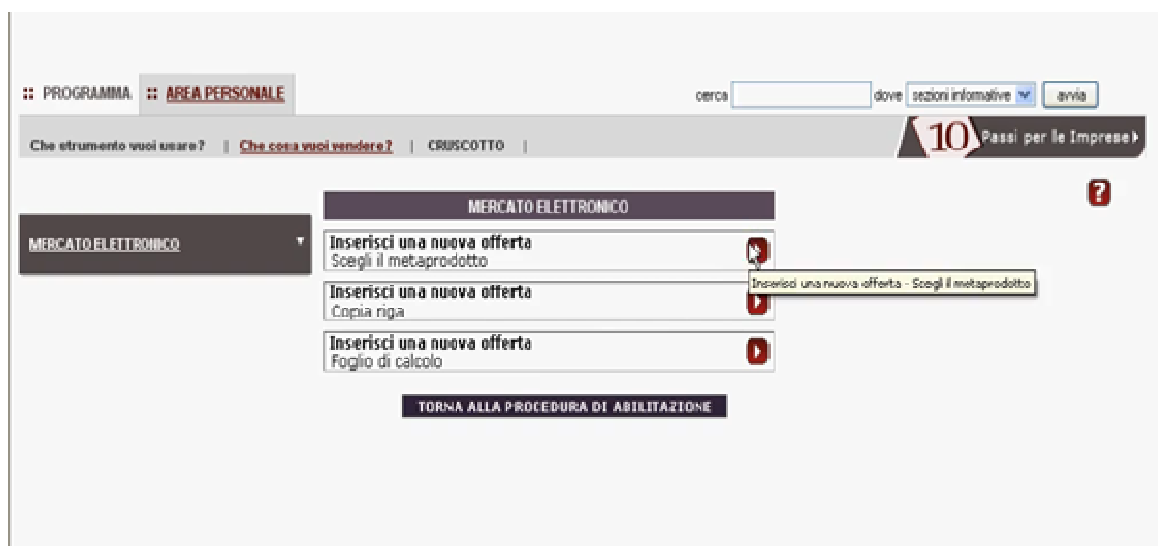 :: PROGRAMMA :: AREA PERSONALE
cerca dove sezioni informative avvia
Che strumento vuoi usare? | Che cosa vuoi vendere? | CRUSCOTTO |
10 Passi per le Imprese
?
MERCATO ELETTRONICO
MERCATO ELETTRONICO
Inserisci una nuova offerta
Scegli il metaprodotto
Inserisci una nuova offerta - Scegli il metaprodotto
Inserisci una nuova offerta
Copia riga
Inserisci una nuova offerta
Foglio di calcolo
TORNA ALLA PROCEDURA DI ABILITAZIONE